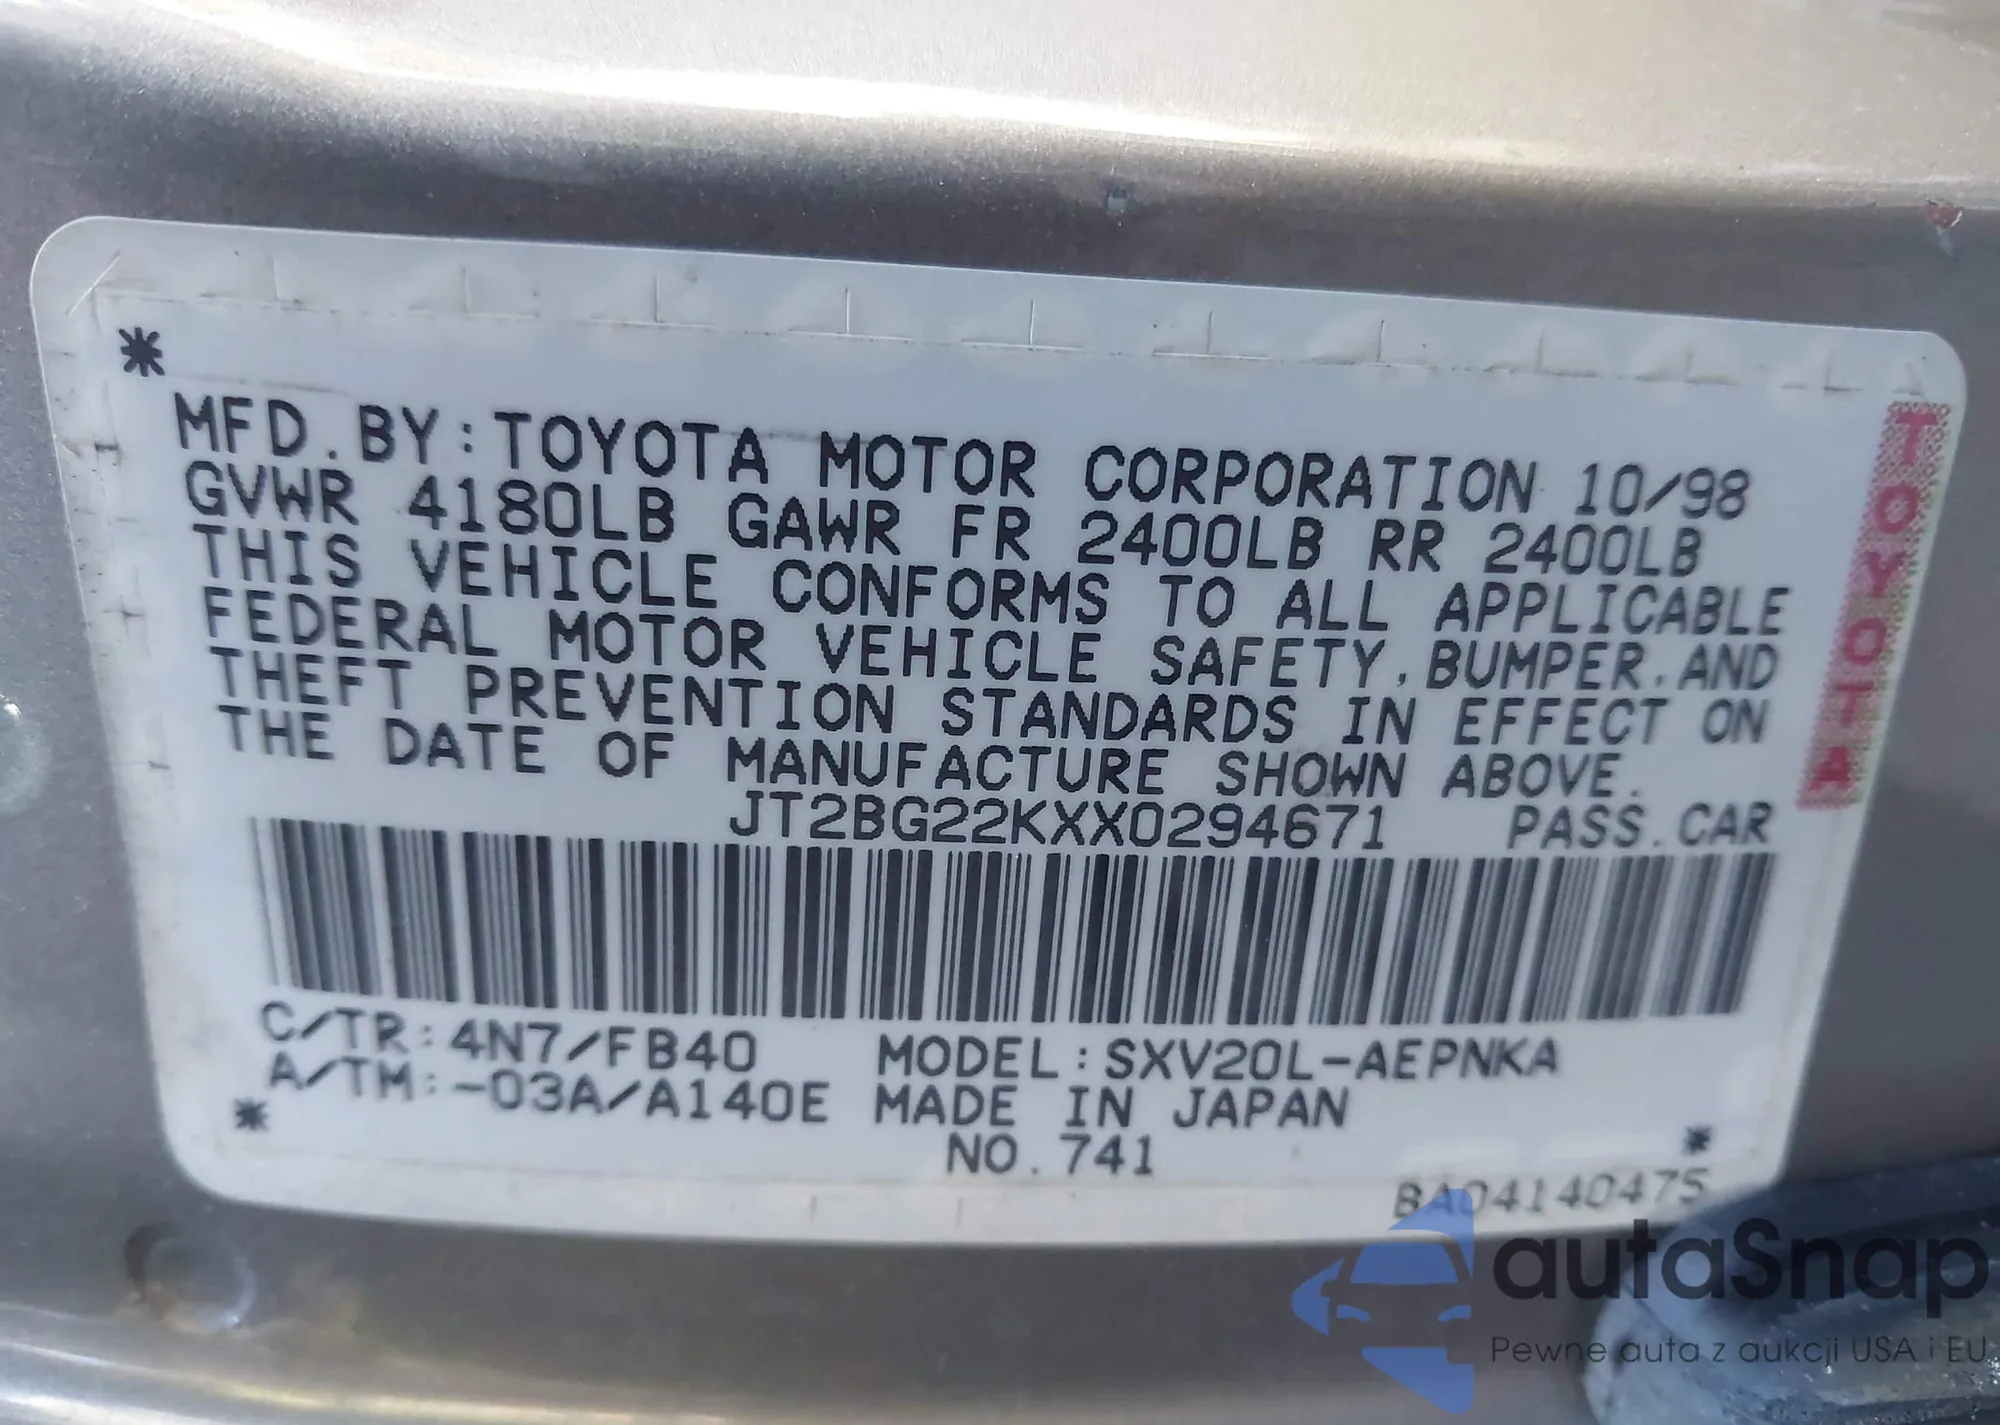 *
MFD.BY:TOYOTA MOTOR CORPORATION 10/98
GVWR 4180LB GAWR FR 2400LB RR 2400LB
THIS VEHICLE CONFORMS TO ALL APPLICABLE
FEDERAL MOTOR VEHICLE SAFETY,BUMPER,AND
THEFT PREVENTION STANDARDS IN EFFECT ON
THE DATE OF MANUFACTURE SHOWN ABOVE.
JT2BG22KXX0294671 PASS.CAR
C/TR:4N7/FB40 MODEL:SXV20L-AEPNKA
A/TM:-03A/A140E MADE IN JAPAN
* NO.741 *
BA04140475
TOYOTA
autaSnap
Pewne auta z aukcji USA i EU